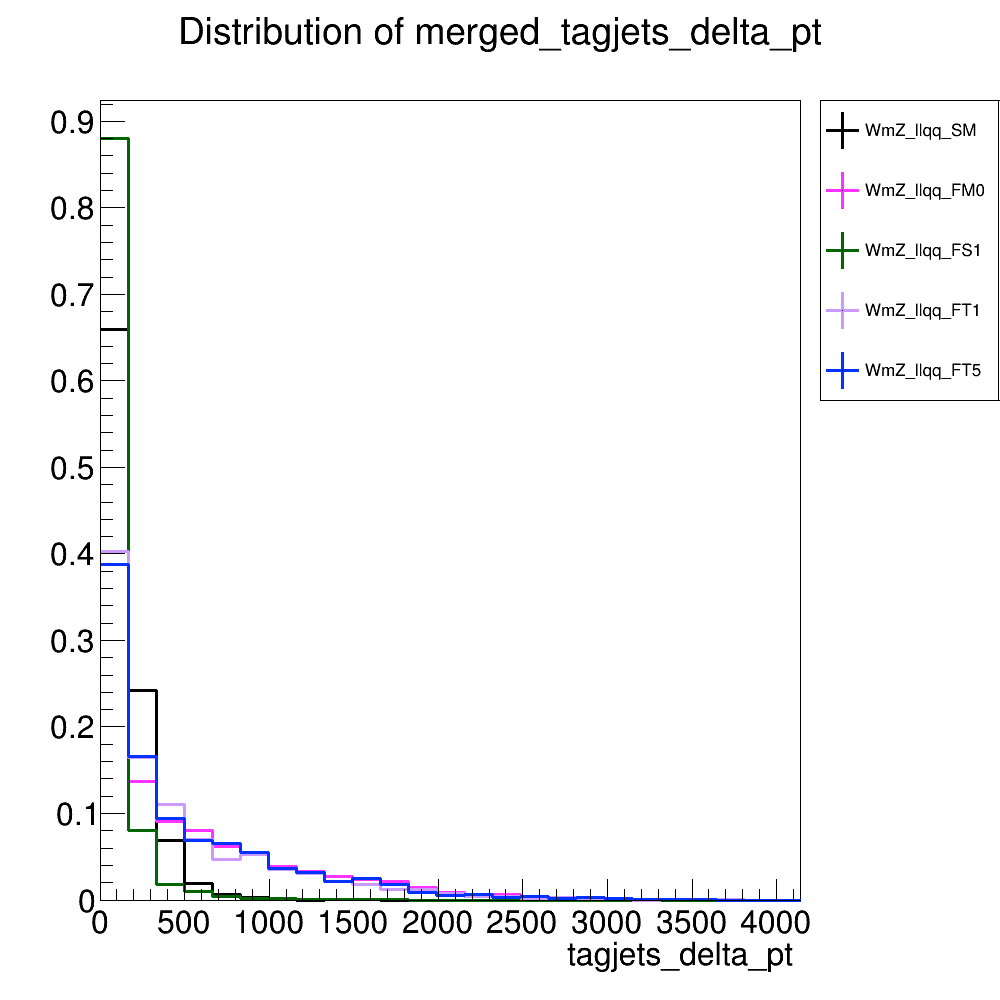 Distribution of merged_tagjets_delta_pt
0.9
0.8
0.7
0.6
0.5
0.4
0.3
0.2
0.1
0
0 500 1000 1500 2000 2500 3000 3500 4000
tagjets_delta_pt
WmZ_llqq_SM
WmZ_llqq_FM0
WmZ_llqq_FS1
WmZ_llqq_FT1
WmZ_llqq_FT5